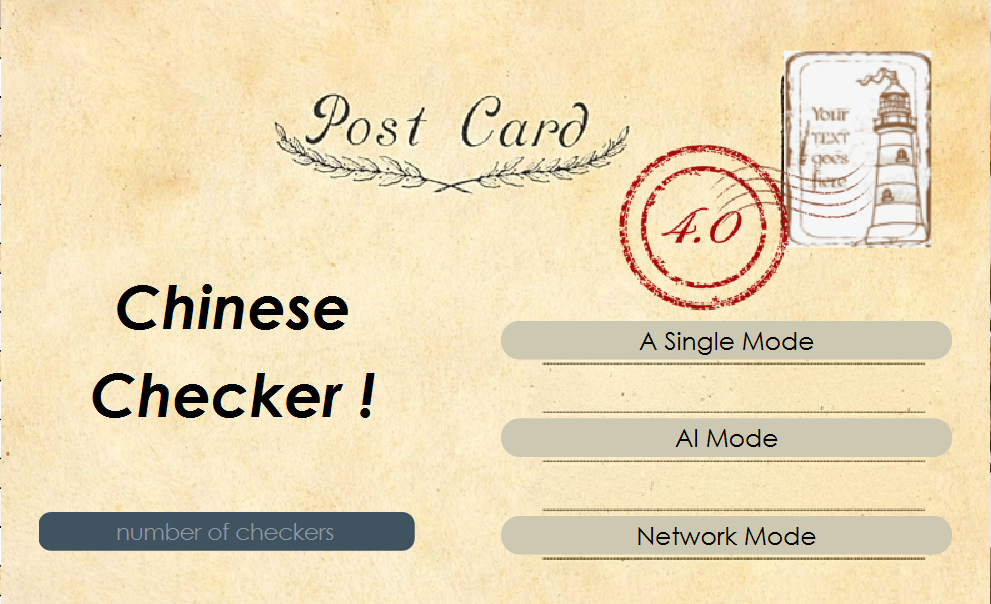 Post Card
Your
TEXT
goes
here
4.0
Chinese
Checker !
A Single Mode
AI Mode
Network Mode
number of checkers